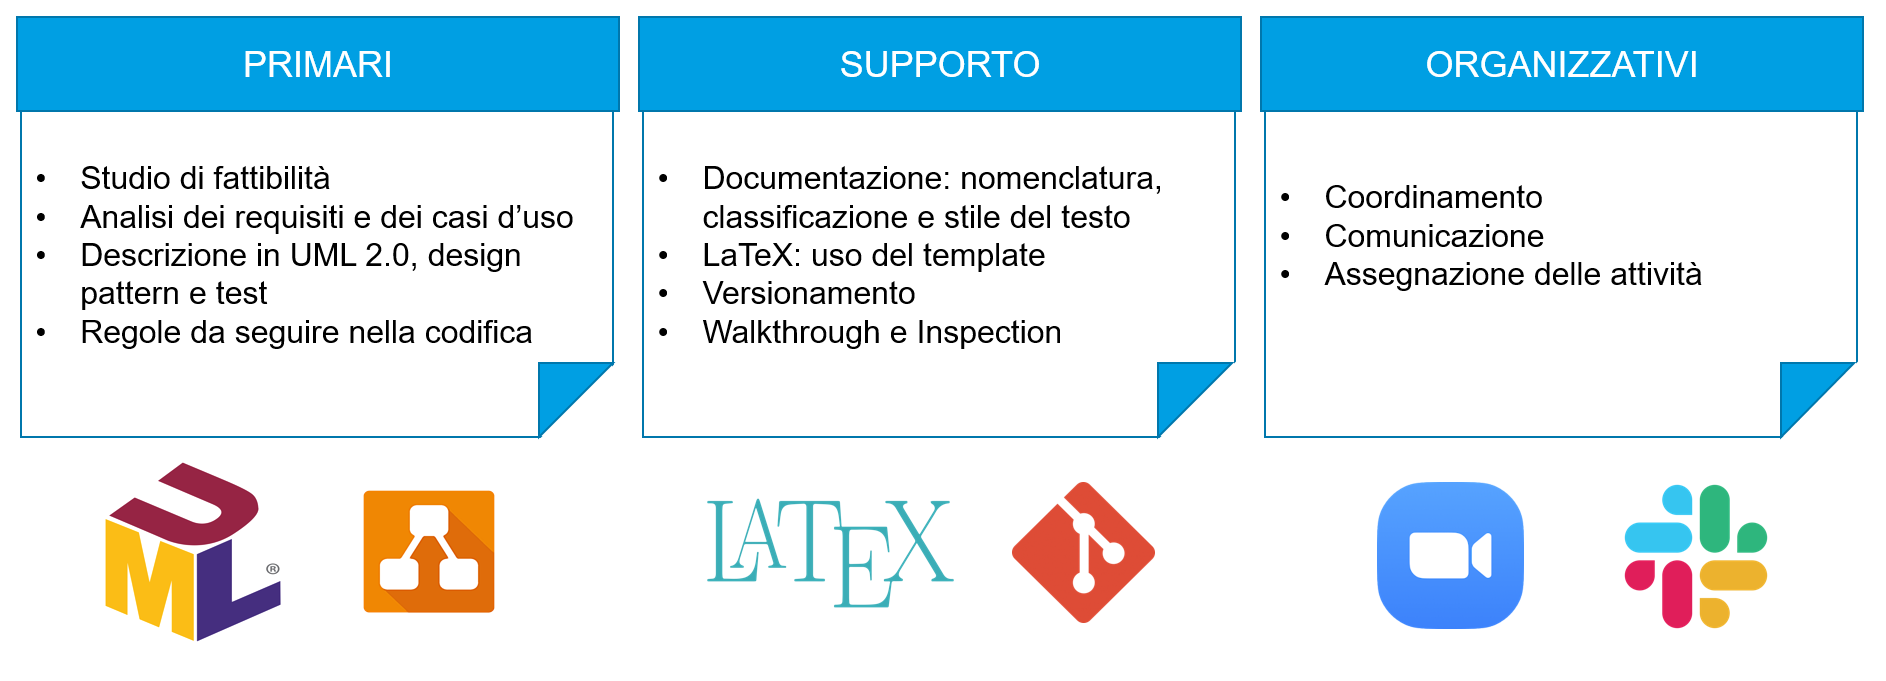 PRIMARI
• Studio di fattibilità
• Analisi dei requisiti e dei casi d’uso
• Descrizione in UML 2.0, design
pattern e test
• Regole da seguire nella codifica
SUPPORTO
• Documentazione: nomenclatura,
classificazione e stile del testo
• LaTeX: uso del template
• Versionamento
• Walkthrough e Inspection
ORGANIZZATIVI
• Coordinamento
• Comunicazione
• Assegnazione delle attività
UML®
LATEX